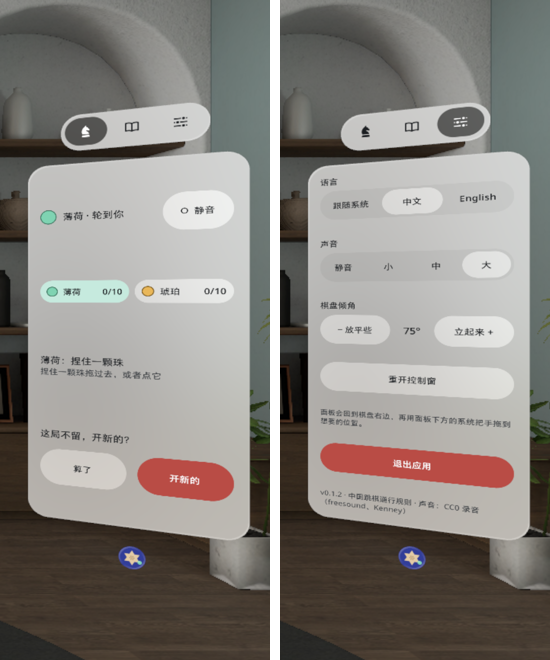 薄荷 · 轮到你
静音
薄荷 0/10
琥珀 0/10
薄荷：捏住一颗珠
捏住一颗珠拖过去，或者点它
这局不留，开新的？
算了
开新的
语言
跟随系统 中文 English
声音
静音 小 中 大
棋盘倾角
− 放平些 75° 立起来 +
重开控制窗
面板会回到棋盘右边，再用面板下方的系统把手拖到
想要的位置。
退出应用
v0.1.2 · 中国跳棋通行规则 · 声音：CC0 录音
（freesound、Kenney）